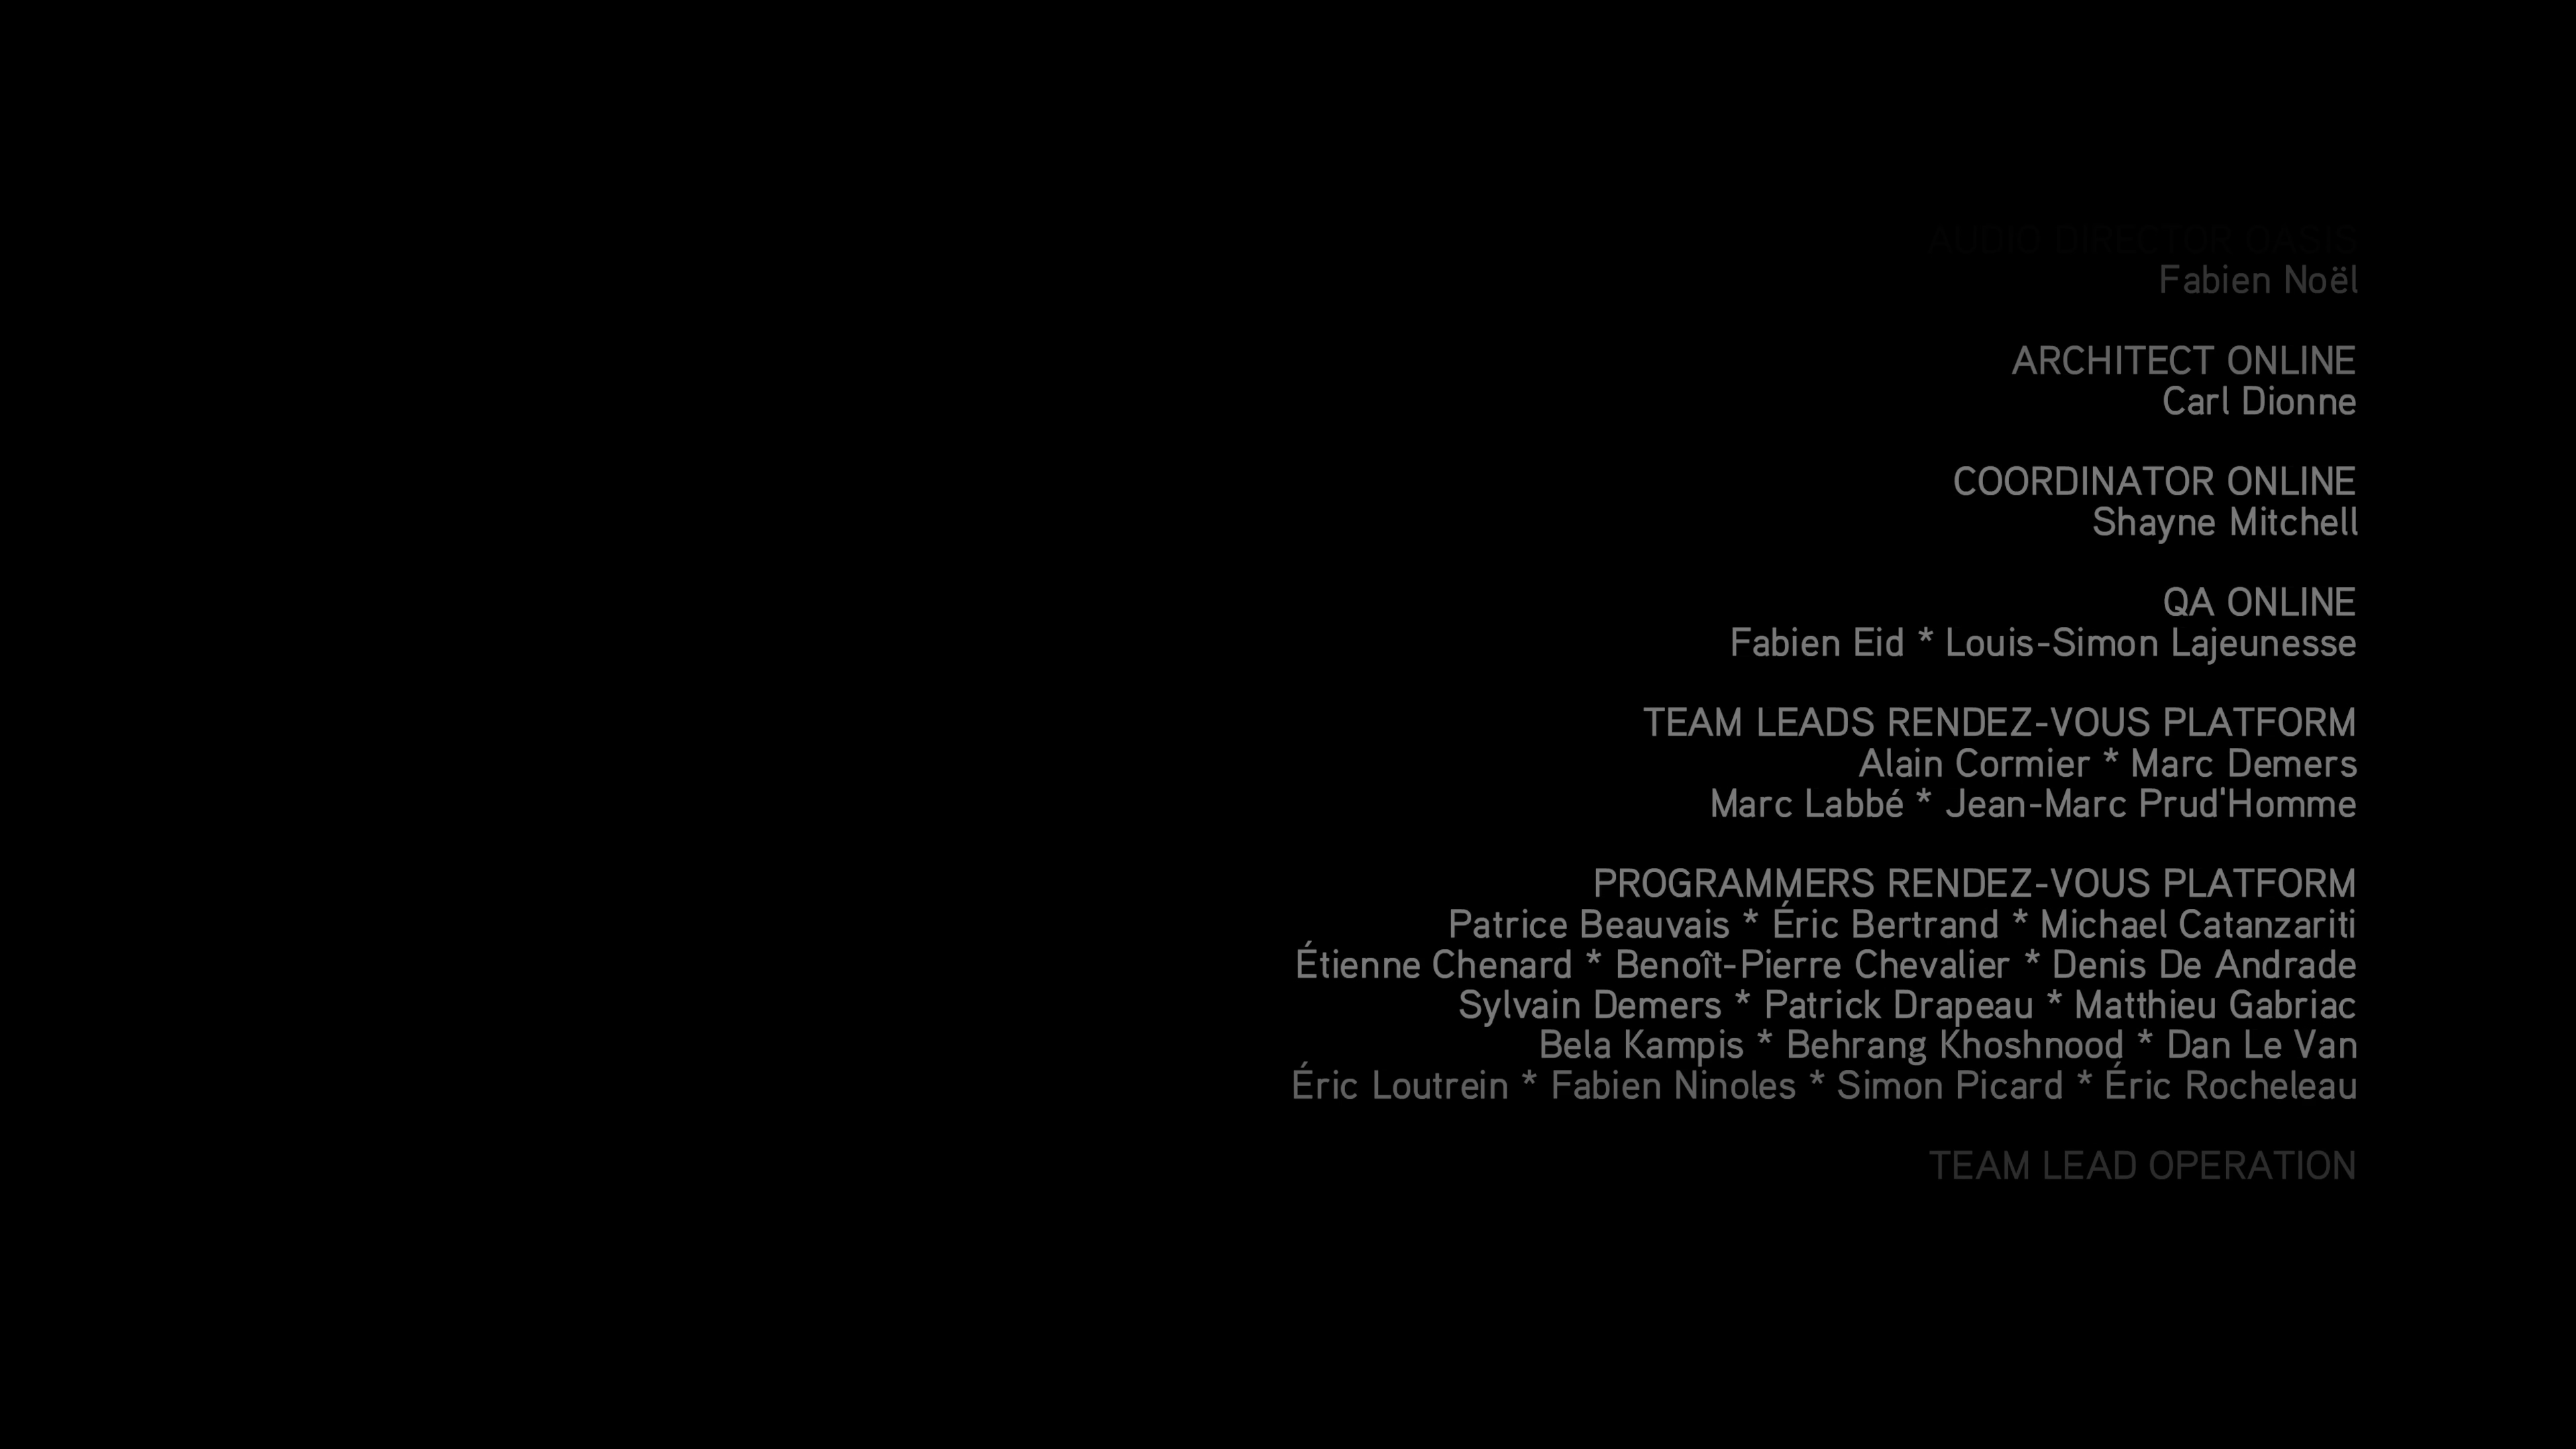 AUDIO DIRECTOR OASIS
Fabien Noël
ARCHITECT ONLINE
Carl Dionne
COORDINATOR ONLINE
Shayne Mitchell
QA ONLINE
Fabien Eid * Louis-Simon Lajeunesse
TEAM LEADS RENDEZ-VOUS PLATFORM
Alain Cormier * Marc Demers
Marc Labbé * Jean-Marc Prud'Homme
PROGRAMMERS RENDEZ-VOUS PLATFORM
Patrice Beauvais * Éric Bertrand * Michael Catanzariti
Étienne Chenard * Benoît-Pierre Chevalier * Denis De Andrade
Sylvain Demers * Patrick Drapeau * Matthieu Gabriac
Bela Kampis * Behrang Khoshnood * Dan Le Van
Éric Loutrein * Fabien Ninoles * Simon Picard * Éric Rocheleau
TEAM LEAD OPERATION